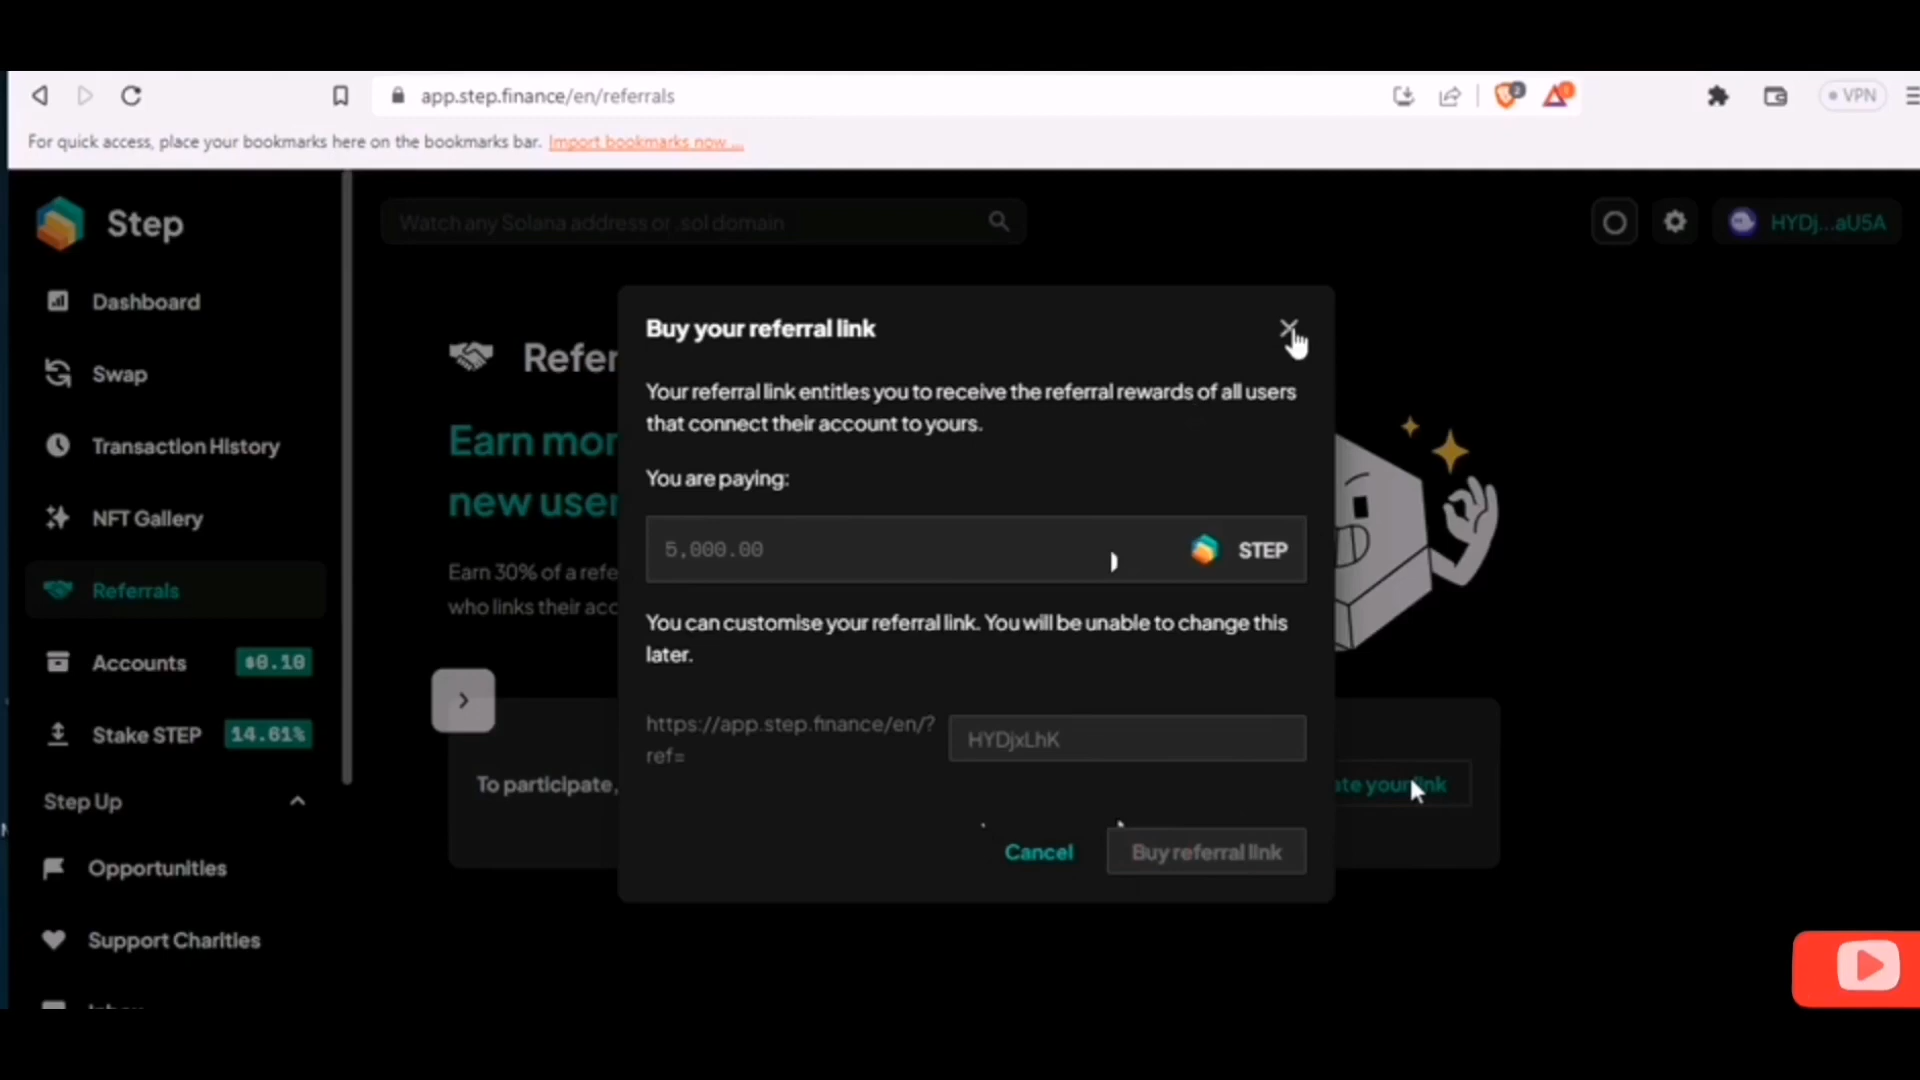 app.step.finance/en/referrals
VPN
For quick access, place your bookmarks here on the bookmarks bar. Import bookmarks now ...
Step
Watch any Solana address or .sol domain
HYDj...aU5A
Dashboard
Swap
Transaction History
NFT Gallery
Referrals
Accounts $0.10
Stake STEP 14.61%
Step Up
Opportunities
Support Charities
Refer
Earn mor
new user
Earn 30% of a refe
who links their acc
To participate,
ate your link
Buy your referral link
Your referral link entitles you to receive the referral rewards of all users
that connect their account to yours.
You are paying:
5,000.00 STEP
You can customise your referral link. You will be unable to change this
later.
https://app.step.finance/en/?
ref=
HYDjxLhK
Cancel
Buy referral link